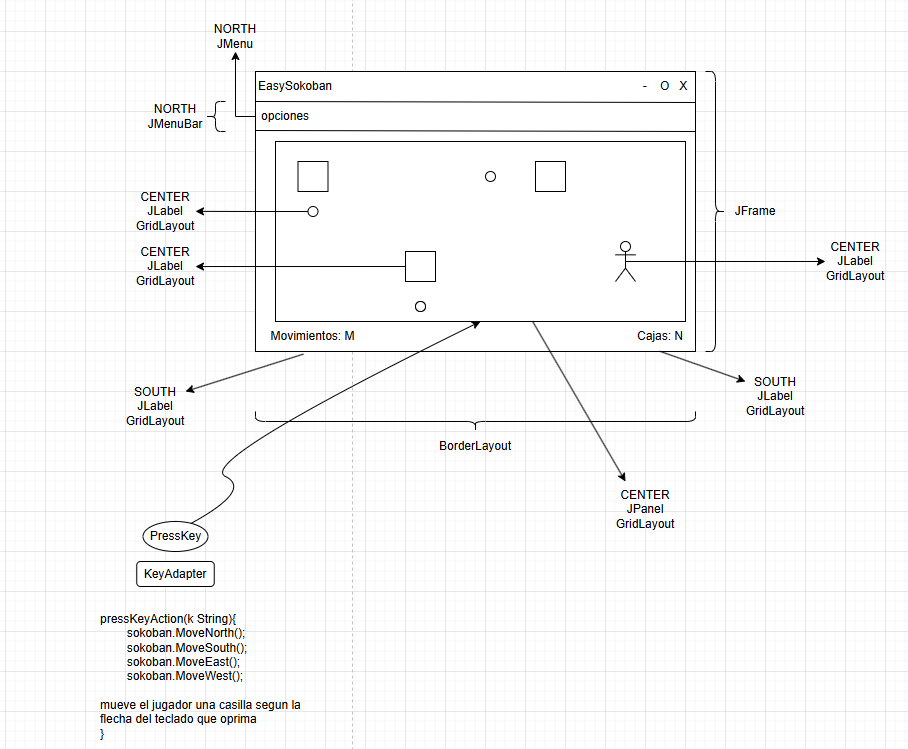 NORTH
JMenu
EasySokoban
- O X
NORTH
JMenuBar
opciones
CENTER
JLabel
GridLayout
JFrame
CENTER
JLabel
GridLayout
CENTER
JLabel
GridLayout
Movimientos: M
Cajas: N
SOUTH
JLabel
GridLayout
SOUTH
JLabel
GridLayout
BorderLayout
CENTER
JPanel
GridLayout
PressKey
KeyAdapter
pressKeyAction(k String){
sokoban.MoveNorth();
sokoban.MoveSouth();
sokoban.MoveEast();
sokoban.MoveWest();
mueve el jugador una casilla segun la
flecha del teclado que oprima
}